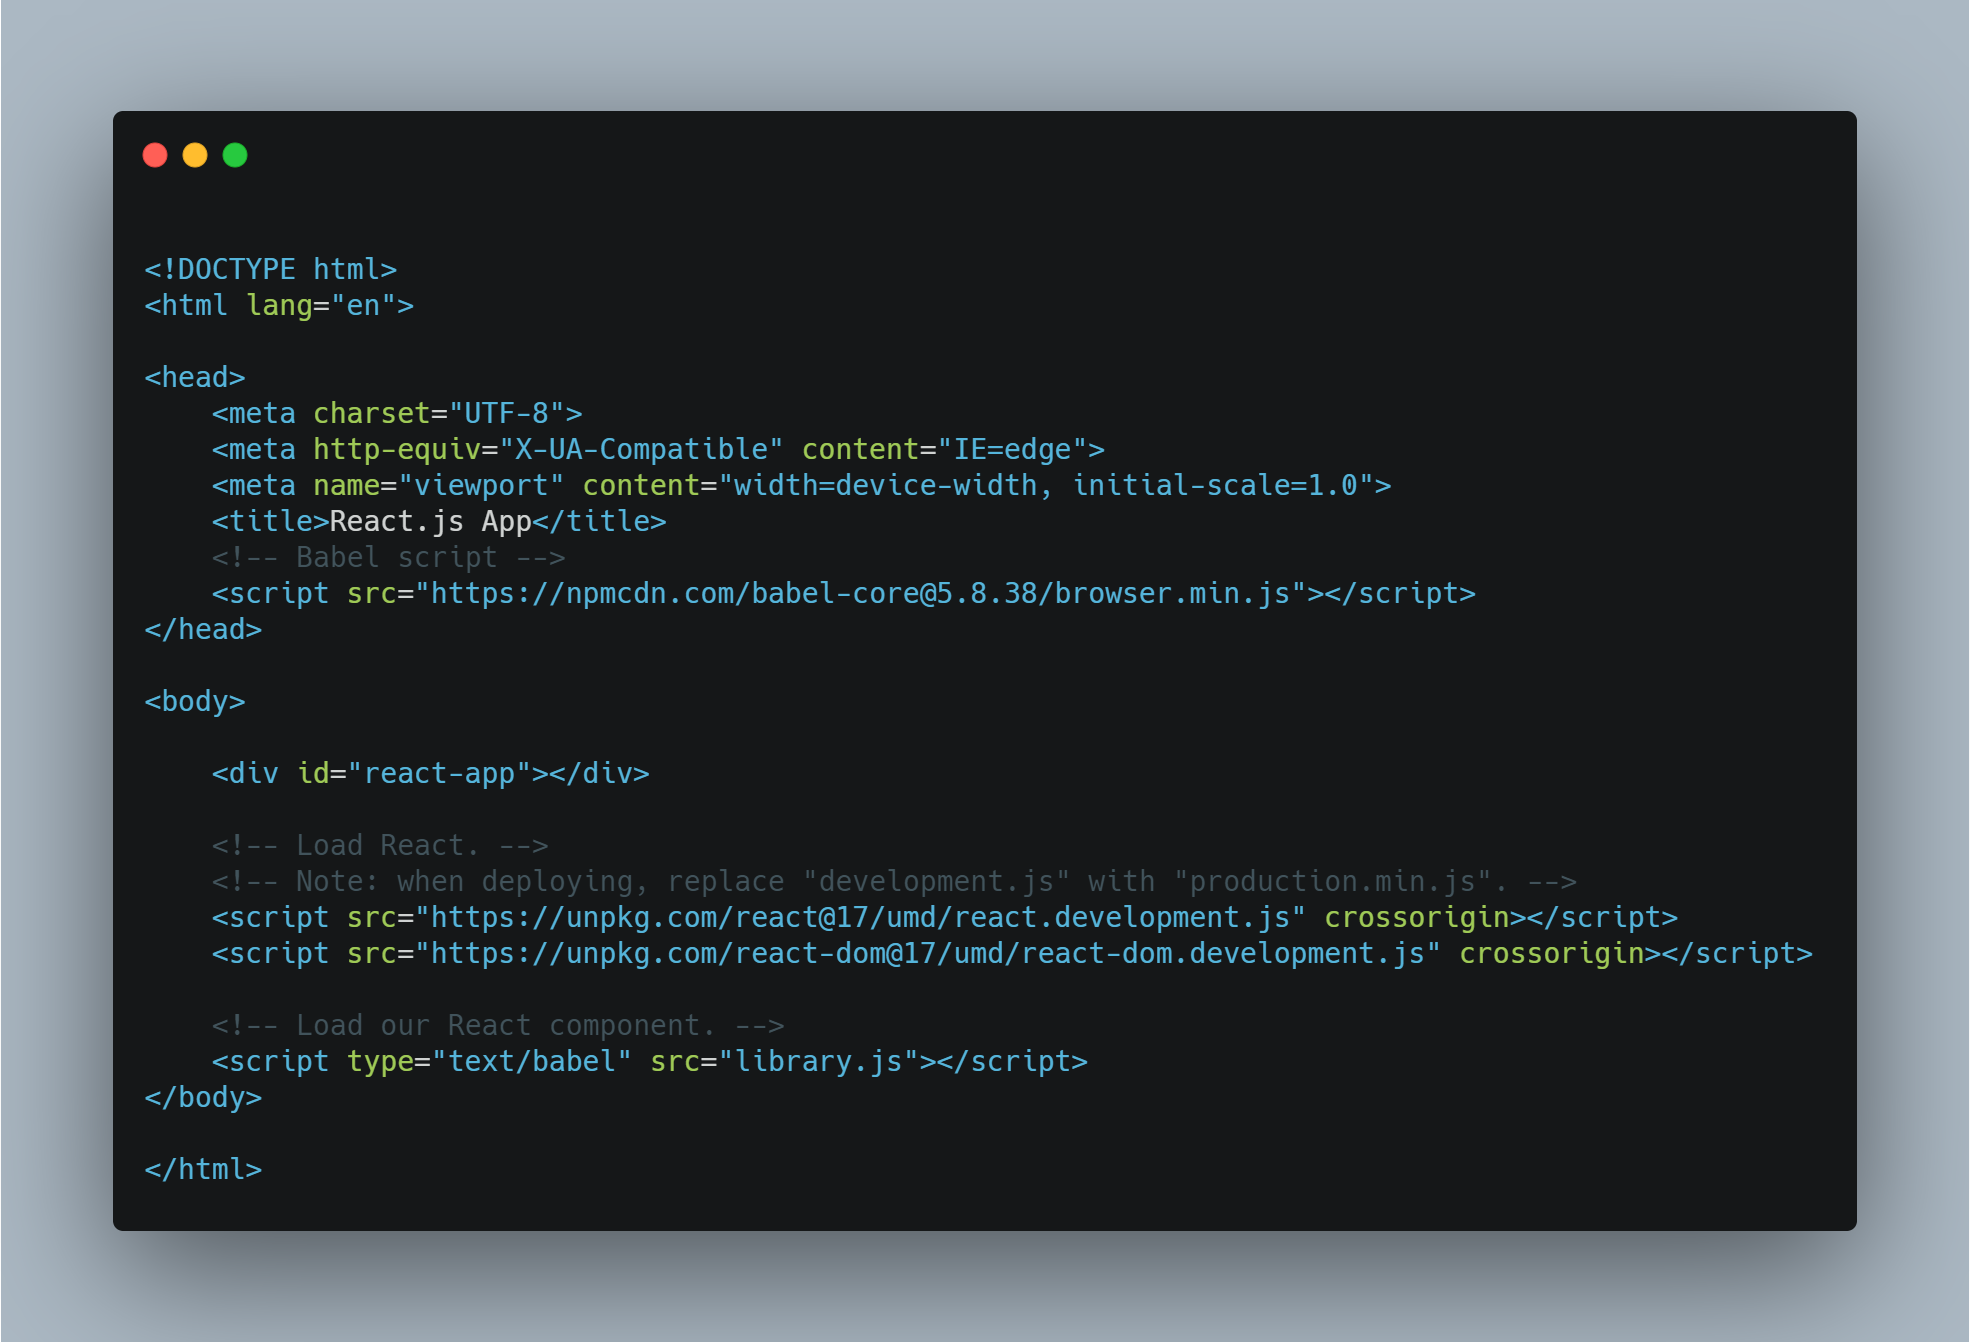 <!DOCTYPE html>
<html lang="en">
<head>
    <meta charset="UTF-8">
    <meta http-equiv="X-UA-Compatible" content="IE=edge">
    <meta name="viewport" content="width=device-width, initial-scale=1.0">
    <title>React.js App</title>
    <!-- Babel script -->
    <script src="https://npmcdn.com/babel-core@5.8.38/browser.min.js"></script>
</head>
<body>
    <div id="react-app"></div>
    <!-- Load React. -->
    <!-- Note: when deploying, replace "development.js" with "production.min.js". -->
    <script src="https://unpkg.com/react@17/umd/react.development.js" crossorigin></script>
    <script src="https://unpkg.com/react-dom@17/umd/react-dom.development.js" crossorigin></script>
    <!-- Load our React component. -->
    <script type="text/babel" src="library.js"></script>
</body>
</html>